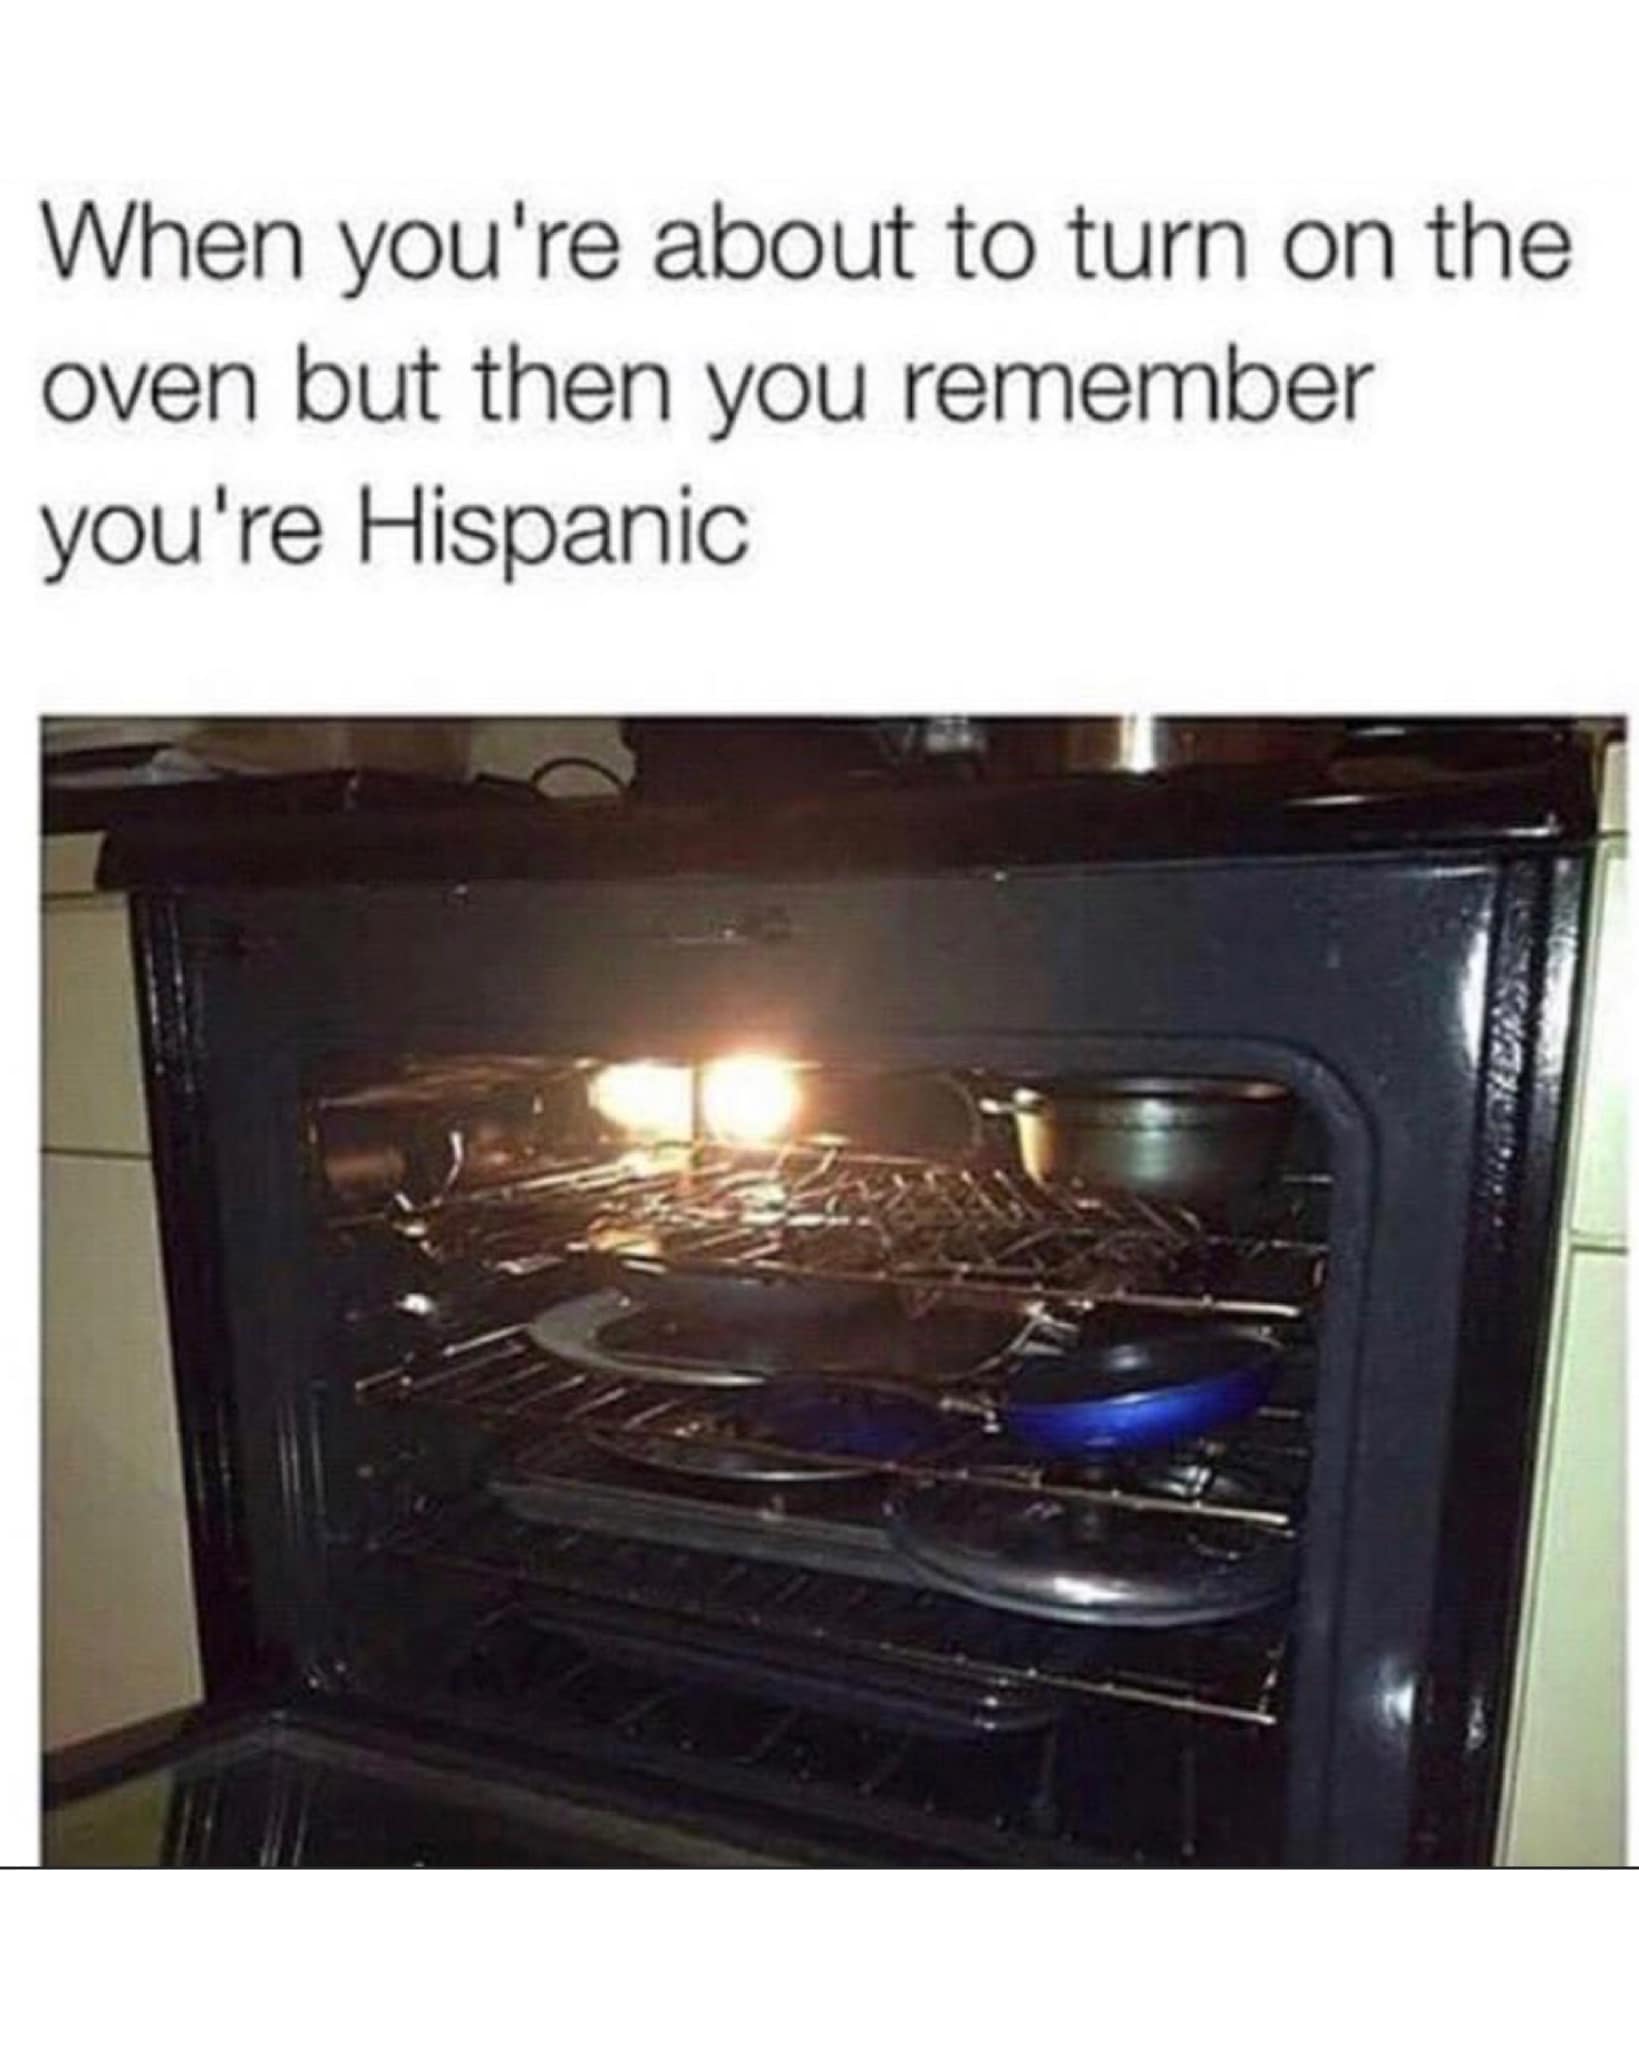 When you're about to turn on the
oven but then you remember
you're Hispanic